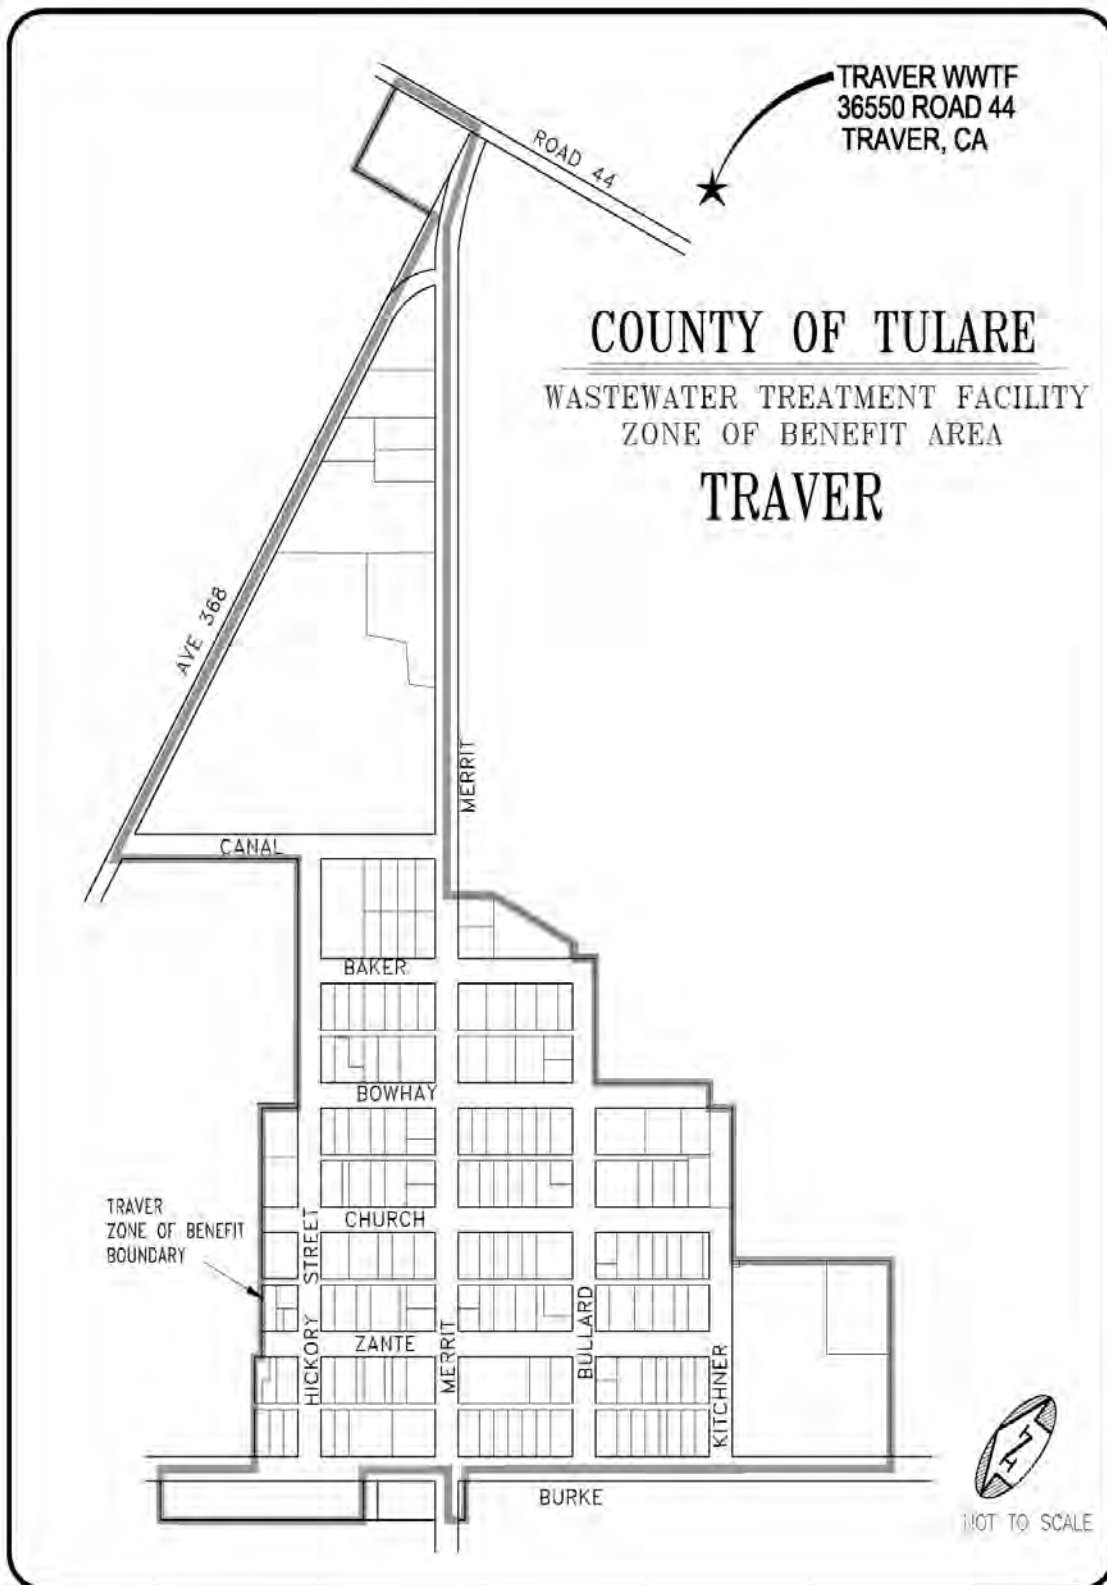 TRAVER WWTF
36550 ROAD 44
TRAVER, CA
ROAD 44
COUNTY OF TULARE
WASTEWATER TREATMENT FACILITY
ZONE OF BENEFIT AREA
TRAVER
AVE 368
MERRIT
CANAL
BAKER
BOWHAY
TRAVER
ZONE OF BENEFIT
BOUNDARY
CHURCH
HICKORY STREET
ZANTE
MERRIT
BULLARD
KITCHNER
BURKE
N
NOT TO SCALE